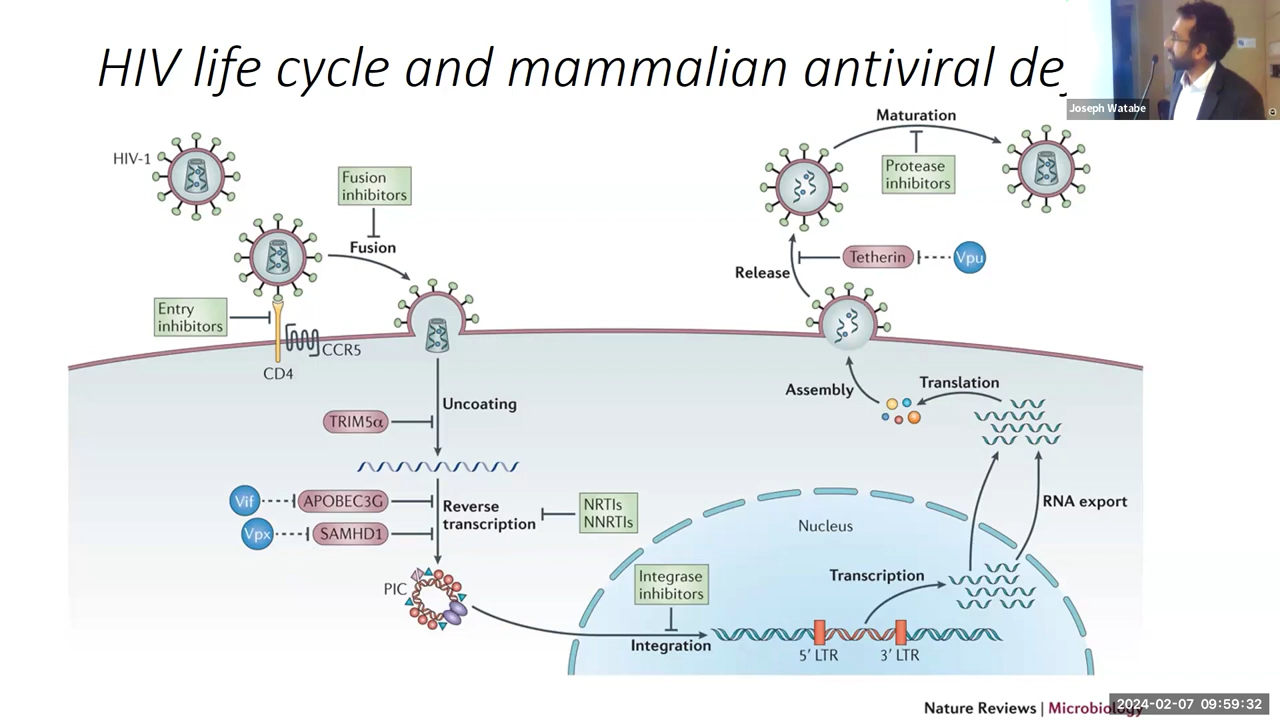 HIV life cycle and mammalian antiviral
Joseph Watabe
Maturation
HIV-1
Fusion
inhibitors
Protease
inhibitors
Fusion
Release
Tetherin
Vpu
Entry
inhibitors
CCR5
CD4
Uncoating
Assembly
Translation
TRIM5α
Vif
APOBEC3G
Reverse
transcription
NRTIs
NNRTIs
Vpx
SAMHD1
RNA export
Nucleus
PIC
Integrase
inhibitors
Transcription
Integration
5′ LTR
3′ LTR
Nature Reviews | Microbiology
2024-02-07 09:59:32